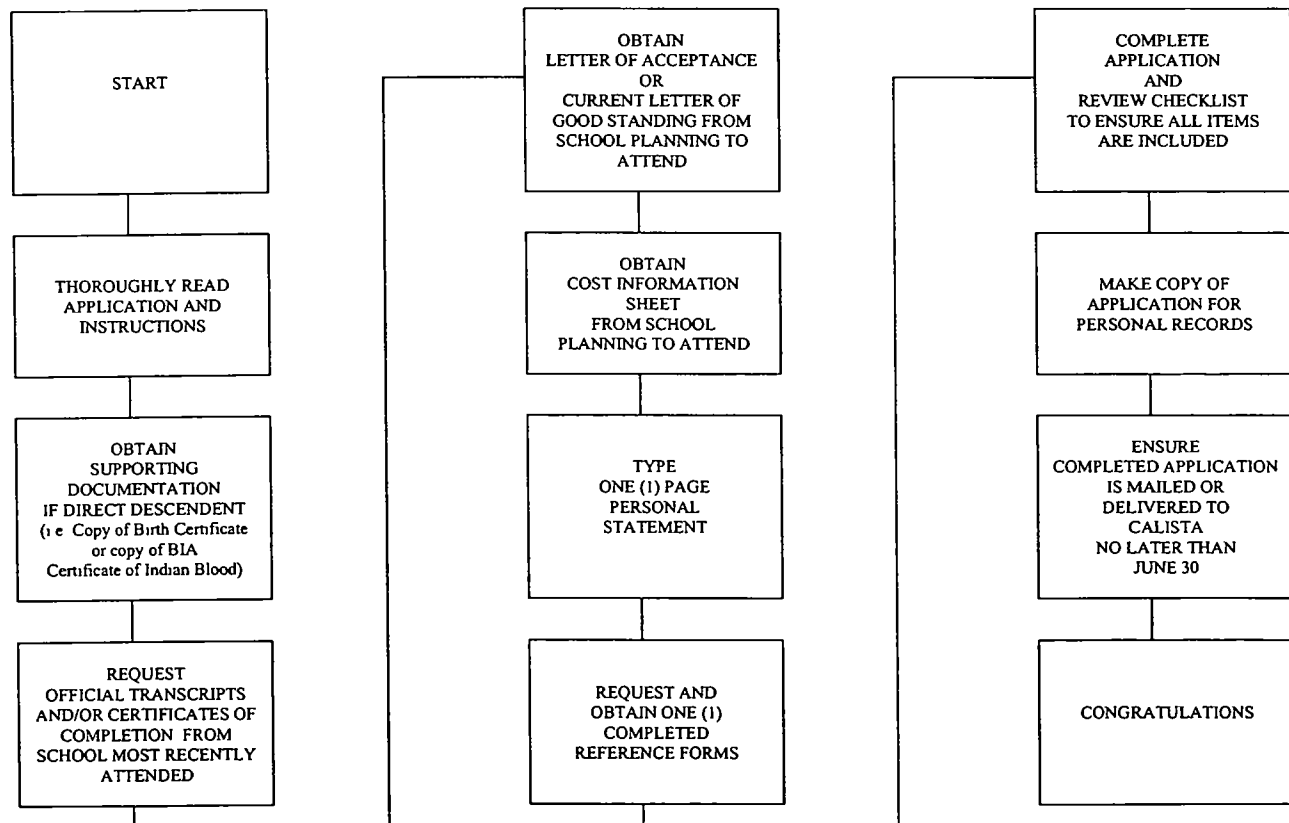 START
THOROUGHLY READ
APPLICATION AND
INSTRUCTIONS
OBTAIN
SUPPORTING
DOCUMENTATION
IF DIRECT DESCENDENT
(i e Copy of Birth Certificate
or copy of BIA
Certificate of Indian Blood)
REQUEST
OFFICIAL TRANSCRIPTS
AND/OR CERTIFICATES OF
COMPLETION FROM
SCHOOL MOST RECENTLY
ATTENDED
OBTAIN
LETTER OF ACCEPTANCE
OR
CURRENT LETTER OF
GOOD STANDING FROM
SCHOOL PLANNING TO
ATTEND
OBTAIN
COST INFORMATION
SHEET
FROM SCHOOL
PLANNING TO ATTEND
TYPE
ONE (1) PAGE
PERSONAL
STATEMENT
REQUEST AND
OBTAIN ONE (1)
COMPLETED
REFERENCE FORMS
COMPLETE
APPLICATION
AND
REVIEW CHECKLIST
TO ENSURE ALL ITEMS
ARE INCLUDED
MAKE COPY OF
APPLICATION FOR
PERSONAL RECORDS
ENSURE
COMPLETED APPLICATION
IS MAILED OR
DELIVERED TO
CALISTA
NO LATER THAN
JUNE 30
CONGRATULATIONS